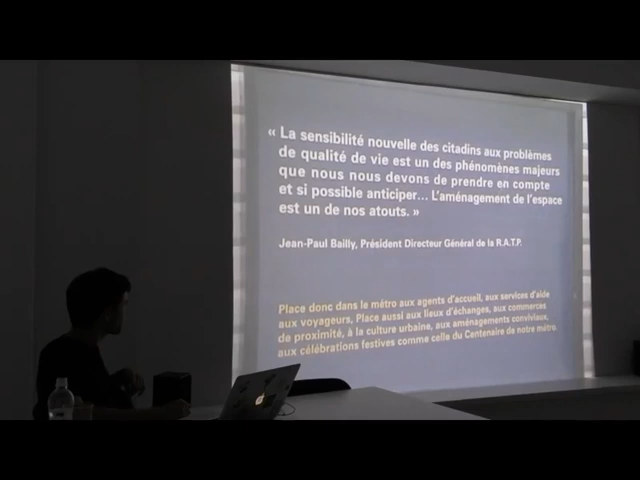 « La sensibilité nouvelle des citadins aux problèmes
de qualité de vie est un des phénomènes majeurs
que nous nous devons de prendre en compte
et si possible anticiper... L'aménagement de l'espace
est un de nos atouts. »
Jean-Paul Bailly, Président Directeur Général de la R.A.T.P.
Place donc dans le métro aux agents d'accueil, aux services d'aide
aux voyageurs, Place aussi aux lieux d'échanges, aux commerces
de proximité, à la culture urbaine, aux aménagements conviviaux,
aux célébrations festives comme celle du Centenaire de notre métro.